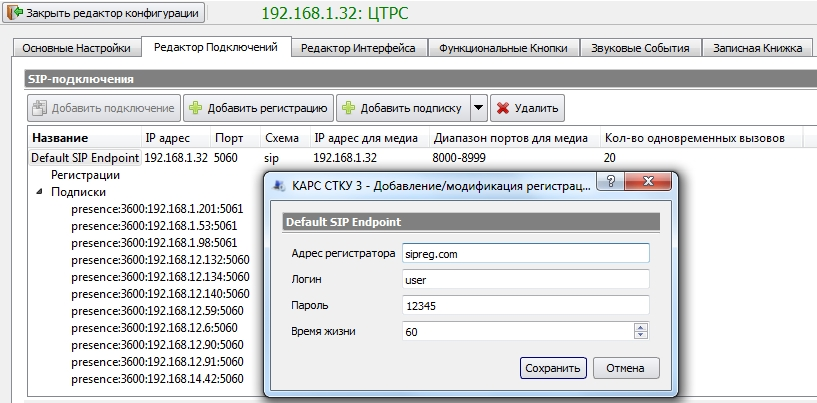 Закрыть редактор конфигурации
192.168.1.32: ЦТРС
Основные Настройки Редактор Подключений Редактор Интерфейса Функциональные Кнопки Звуковые События Записная Книжка
SIP-подключения
Добавить подключение Добавить регистрацию Добавить подписку Удалить
Название IP адрес Порт Схема IP адрес для медиа Диапазон портов для медиа Кол-во одновременных вызовов
Default SIP Endpoint 192.168.1.32 5060 sip 192.168.1.32 8000-8999 20
Регистрации
Подписки
presence:3600:192.168.1.201:5061
presence:3600:192.168.1.53:5061
presence:3600:192.168.1.98:5061
presence:3600:192.168.12.132:5060
presence:3600:192.168.12.134:5060
presence:3600:192.168.12.140:5060
presence:3600:192.168.12.59:5060
presence:3600:192.168.12.6:5060
presence:3600:192.168.12.90:5060
presence:3600:192.168.12.91:5060
presence:3600:192.168.14.42:5060
КАРС СТКУ 3 - Добавление/модификация регистрац...
Default SIP Endpoint
Адрес регистратора sipreg.com
Логин user
Пароль 12345
Время жизни 60
Сохранить Отмена